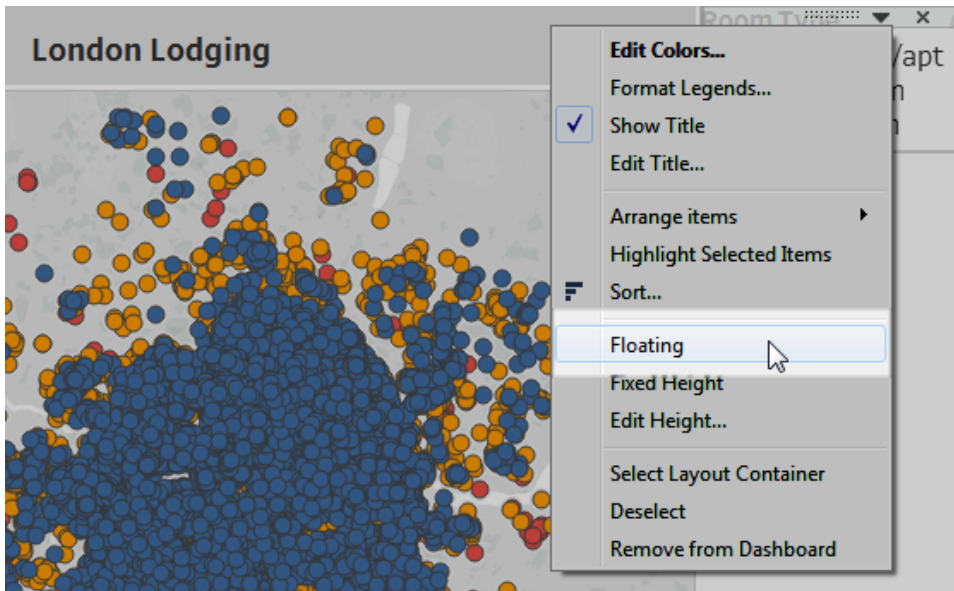 London Lodging
Room Type
/apt
Edit Colors...
Format Legends...
Show Title
Edit Title...
Arrange items
Highlight Selected Items
Sort...
Floating
Fixed Height
Edit Height...
Select Layout Container
Deselect
Remove from Dashboard